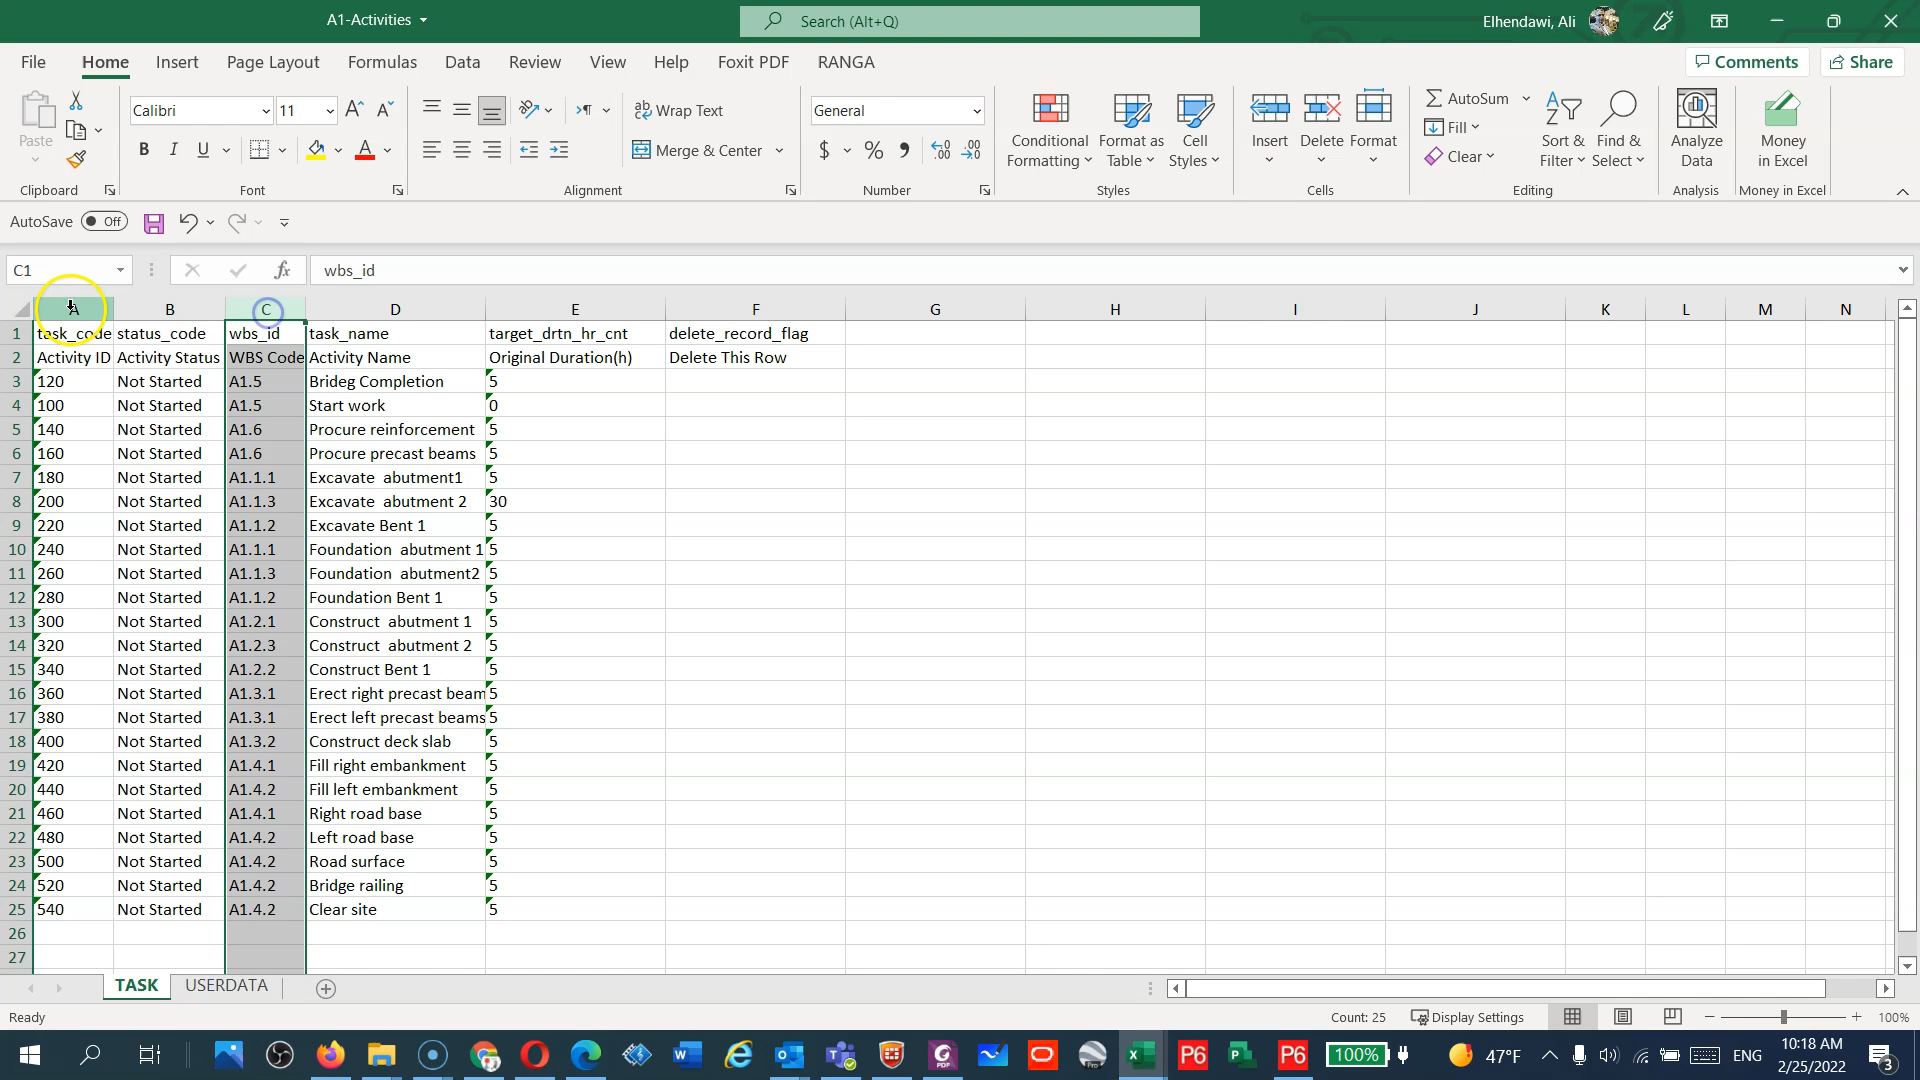 A1-Activities
Search (Alt+Q)
Elhendawi, Ali
File Home Insert Page Layout Formulas Data Review View Help Foxit PDF RANGA
Comments Share
Paste
Calibri 11
Wrap Text
Merge & Center
General
Conditional Formatting
Format as Table
Cell Styles
Insert Delete Format
AutoSum
Fill
Clear
Sort & Filter
Find & Select
Analyze Data
Money in Excel
Clipboard Font Alignment Number Styles Cells Editing Analysis Money in Excel
AutoSave Off
C1 fx wbs_id
A B C D E F G H I J K L M N
1 task_code status_code wbs_id task_name target_drtn_hr_cnt delete_record_flag
2 Activity ID Activity Status WBS Code Activity Name Original Duration(h) Delete This Row
3 120 Not Started A1.5 Brideg Completion 5
4 100 Not Started A1.5 Start work 0
5 140 Not Started A1.6 Procure reinforcement 5
6 160 Not Started A1.6 Procure precast beams 5
7 180 Not Started A1.1.1 Excavate  abutment1 5
8 200 Not Started A1.1.3 Excavate  abutment 2 30
9 220 Not Started A1.1.2 Excavate Bent 1 5
10 240 Not Started A1.1.1 Foundation  abutment 1 5
11 260 Not Started A1.1.3 Foundation  abutment2 5
12 280 Not Started A1.1.2 Foundation Bent 1 5
13 300 Not Started A1.2.1 Construct  abutment 1 5
14 320 Not Started A1.2.3 Construct  abutment 2 5
15 340 Not Started A1.2.2 Construct Bent 1 5
16 360 Not Started A1.3.1 Erect right precast beam 5
17 380 Not Started A1.3.1 Erect left precast beams 5
18 400 Not Started A1.3.2 Construct deck slab 5
19 420 Not Started A1.4.1 Fill right embankment 5
20 440 Not Started A1.4.2 Fill left embankment 5
21 460 Not Started A1.4.1 Right road base 5
22 480 Not Started A1.4.2 Left road base 5
23 500 Not Started A1.4.2 Road surface 5
24 520 Not Started A1.4.2 Bridge railing 5
25 540 Not Started A1.4.2 Clear site 5
26
27
TASK USERDATA
Ready Count: 25 Display Settings 100%
100% 47°F ENG
10:18 AM
2/25/2022
3